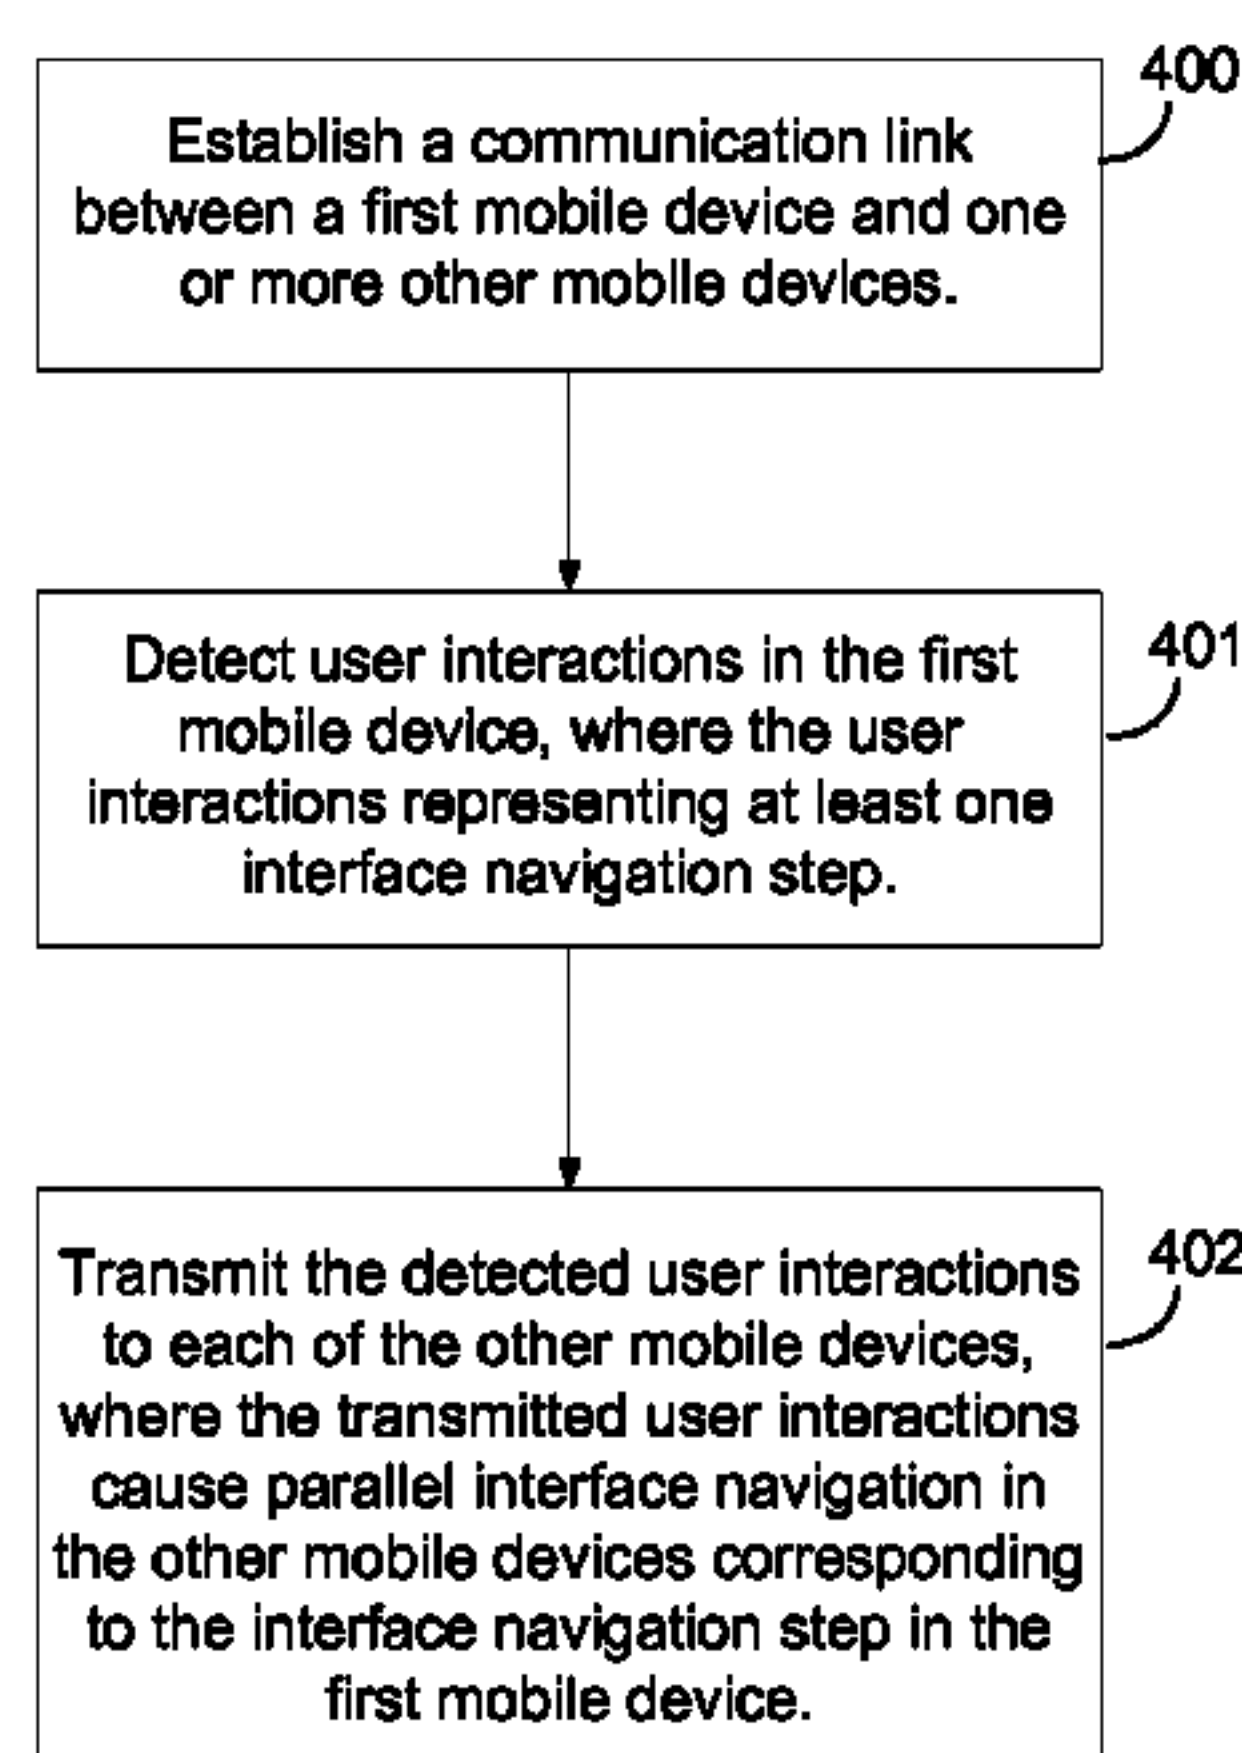 400
Establish a communication link
between a first mobile device and one
or more other mobile devices.
401
Detect user interactions in the first
mobile device, where the user
interactions representing at least one
interface navigation step.
402
Transmit the detected user interactions
to each of the other mobile devices,
where the transmitted user interactions
cause parallel interface navigation in
the other mobile devices corresponding
to the interface navigation step in the
first mobile device.